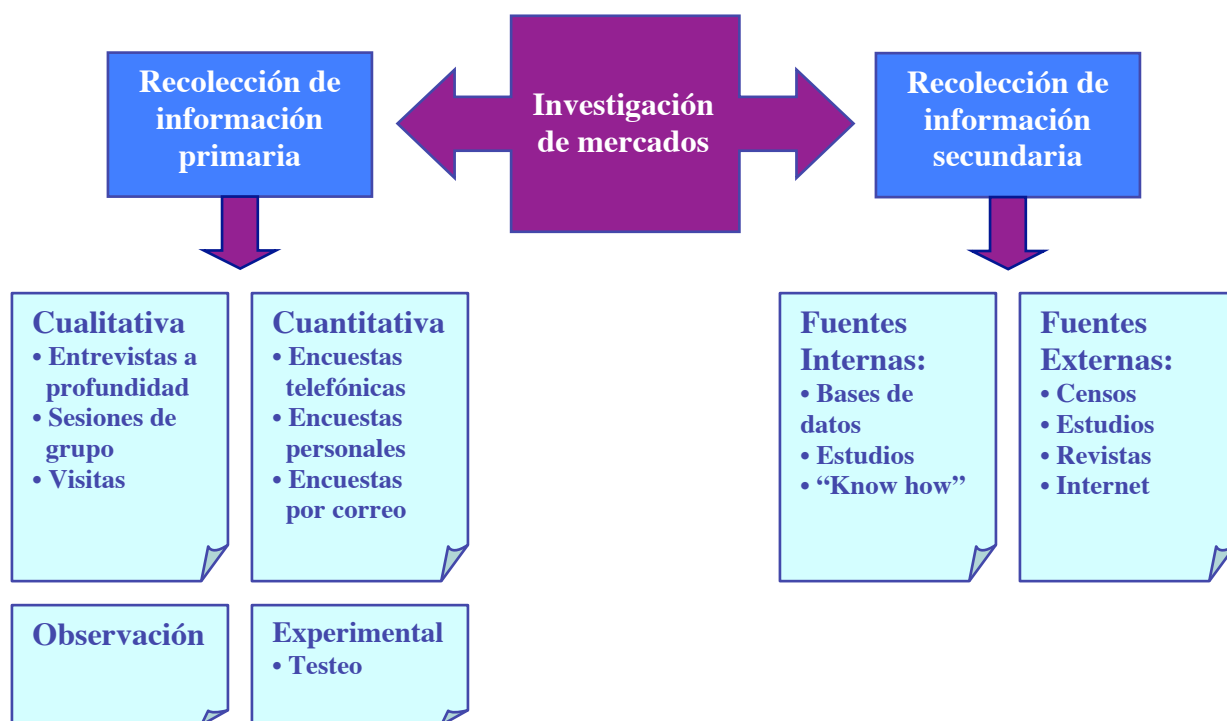 Recolección de
información
primaria
Investigación
de mercados
Recolección de
información
secundaria
Cualitativa
• Entrevistas a
profundidad
• Sesiones de
grupo
• Visitas
Cuantitativa
• Encuestas
telefónicas
• Encuestas
personales
• Encuestas
por correo
Fuentes
Internas:
• Bases de
datos
• Estudios
• “Know how”
Fuentes
Externas:
• Censos
• Estudios
• Revistas
• Internet
Observación
Experimental
• Testeo